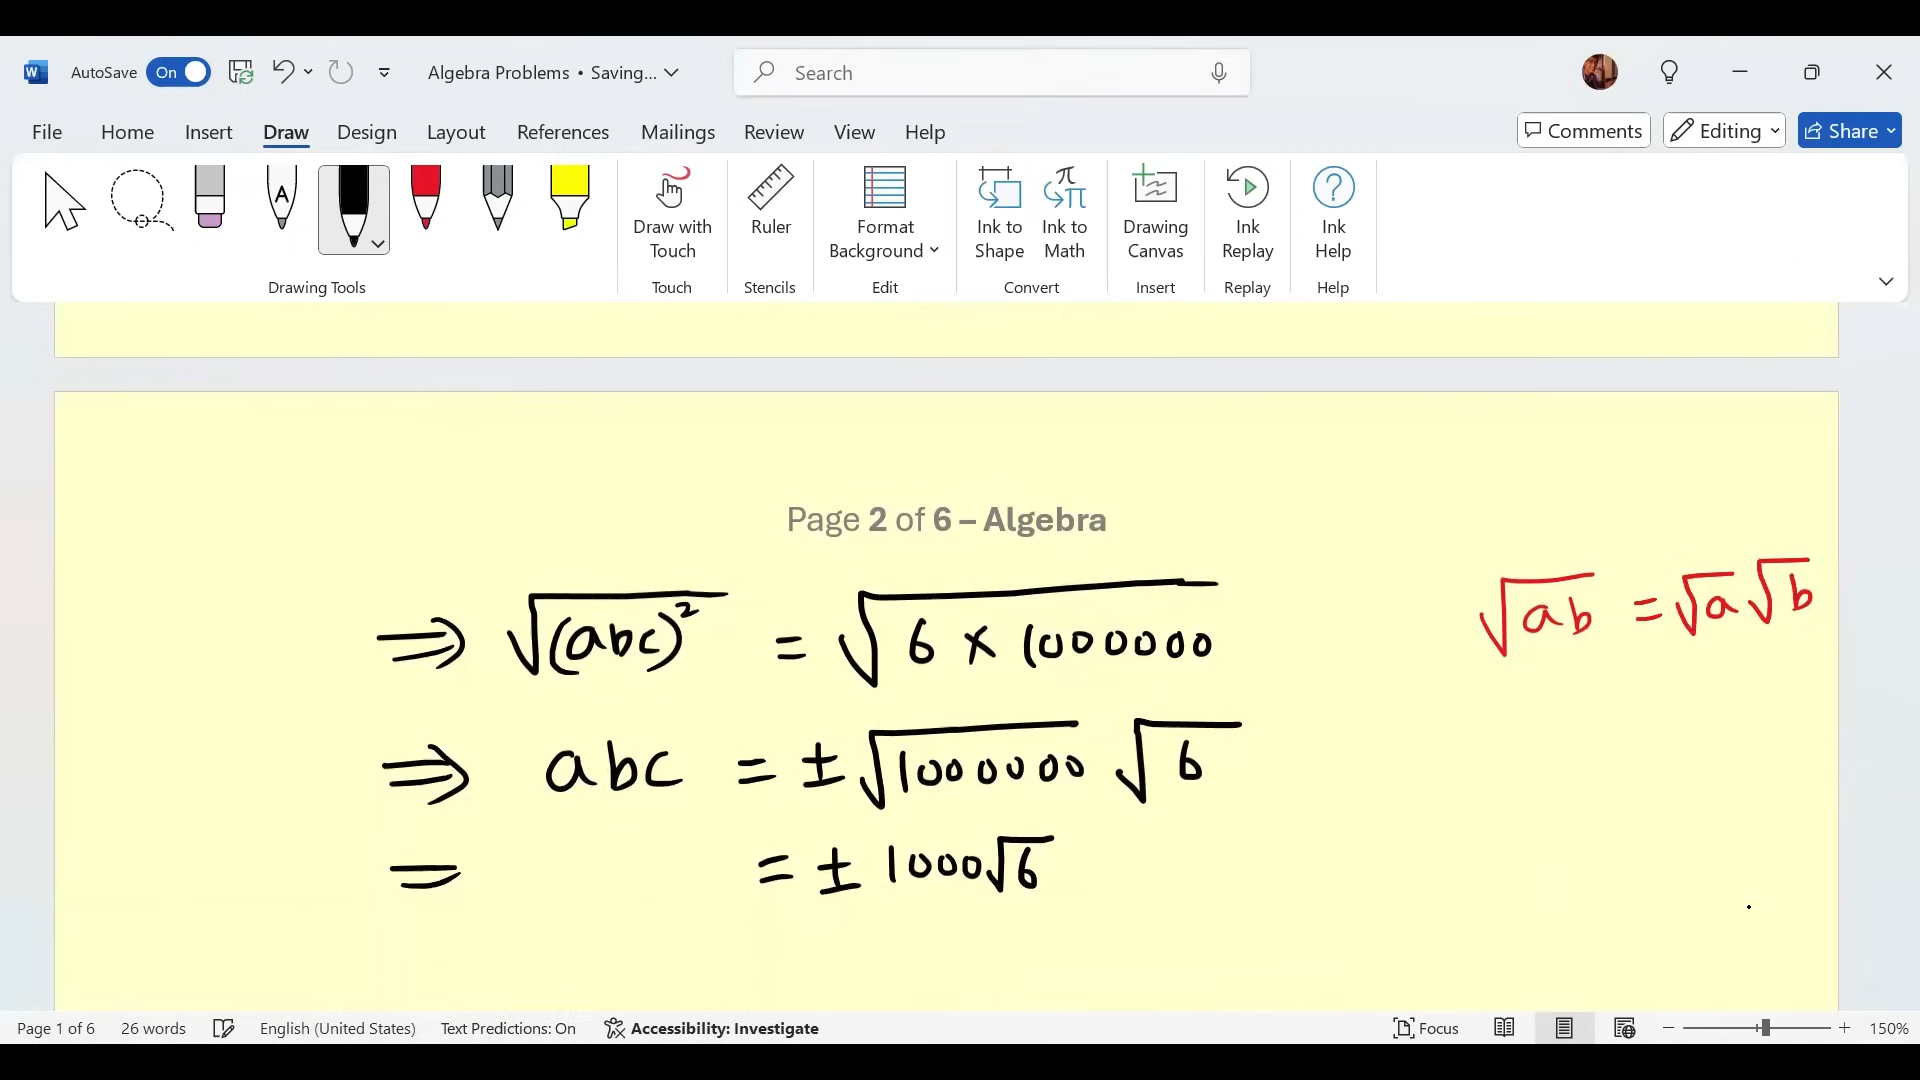 AutoSave On Algebra Problems • Saving... Search
File Home Insert Draw Design Layout References Mailings Review View Help Comments Editing Share
A
Draw with Touch Ruler Format Background Ink to Shape Ink to Math Drawing Canvas Ink Replay Ink Help
Drawing Tools Touch Stencils Edit Convert Insert Replay Help
Page 2 of 6 – Algebra
√ab = √a √b
⟹ √(abc)² = √6 × 1000000
⟹ abc = ± √1000000 √6
= = ± 1000√6
Page 1 of 6 26 words English (United States) Text Predictions: On Accessibility: Investigate Focus 150%